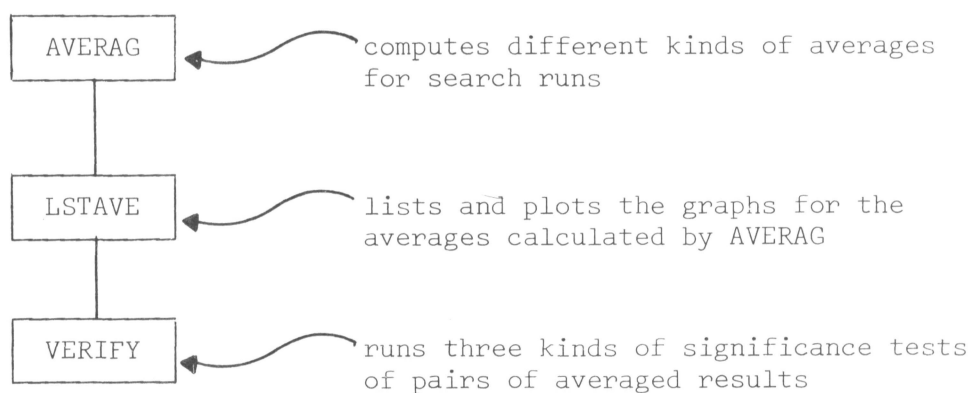 AVERAG
computes different kinds of averages
for search runs
LSTAVE
lists and plots the graphs for the
averages calculated by AVERAG
VERIFY
runs three kinds of significance tests
of pairs of averaged results